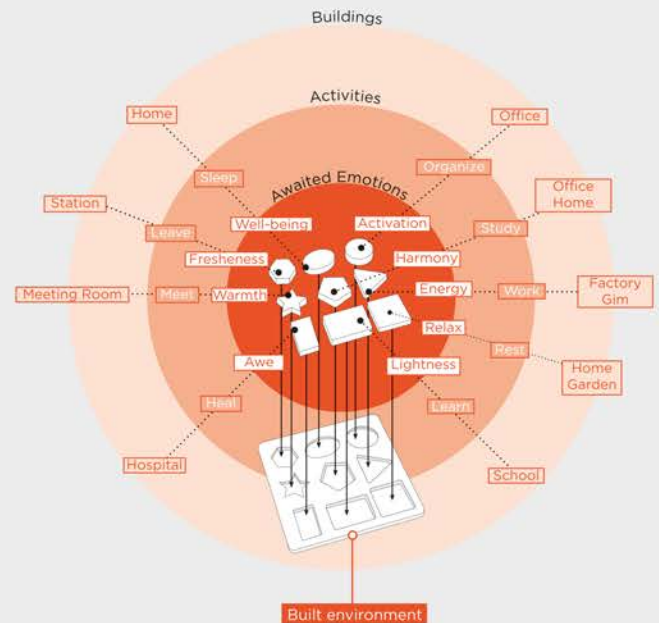 Buildings
Activities
Awaited Emotions
Home
Office
Sleep
Organize
Office
Home
Station
Well-being
Activation
Leave
Study
Fresheness
Harmony
Meeting Room
Meet
Warmth
Energy
Work
Factory
Gim
Relax
Rest
Awe
Lightness
Home
Garden
Heal
Learn
Hospital
School
Built environment